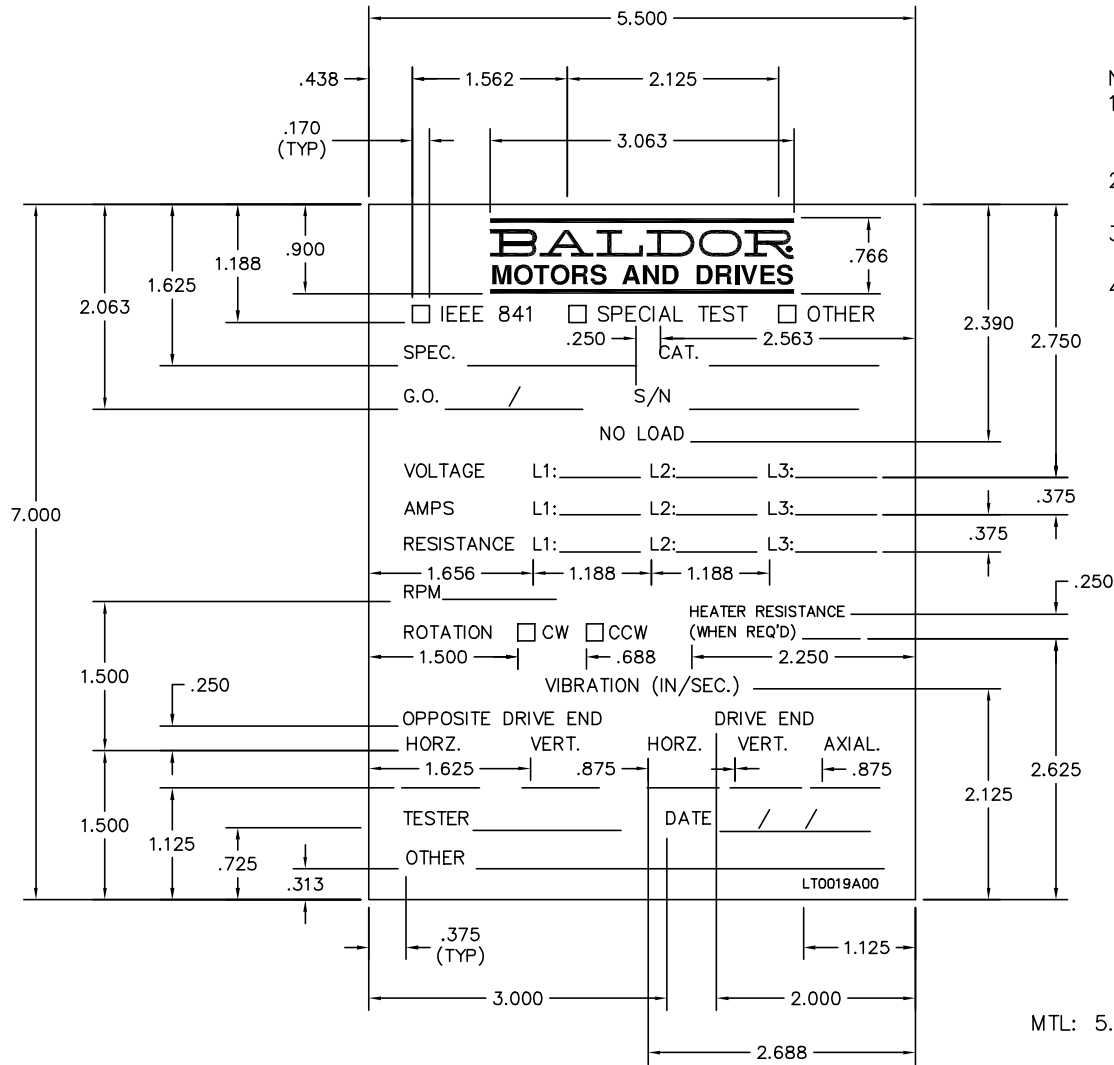 5.500
.438 1.562 2.125
N
1
.170
(TYP)
3.063
2
3
4
BALDOR
MOTORS AND DRIVES
.900
.766
1.188
1.625
2.063
☐ IEEE 841 ☐ SPECIAL TEST ☐ OTHER
2.390
2.750
.250 2.563
SPEC. CAT.
G.O. / S/N
NO LOAD
VOLTAGE L1: L2: L3:
.375
AMPS L1: L2: L3:
7.000
.375
RESISTANCE L1: L2: L3:
1.656 1.188 1.188
RPM
.250
HEATER RESISTANCE
ROTATION ☐ CW ☐ CCW (WHEN REQ'D)
1.500 .688 2.250
1.500
.250
VIBRATION (IN/SEC.)
OPPOSITE DRIVE END DRIVE END
HORZ. VERT. HORZ. VERT. AXIAL.
1.625 .875 .875
2.625
2.125
1.500
1.125
TESTER DATE / /
.725
OTHER
.313
LT0019A00
.375
(TYP)
1.125
3.000 2.000
MTL: 5.
2.688